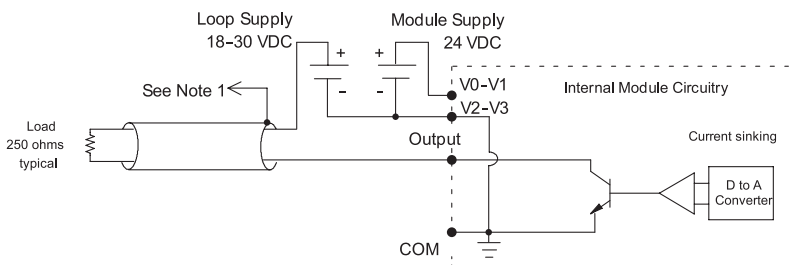 Loop Supply
18-30 VDC
Module Supply
24 VDC
+
-
+
-
See Note 1
V0-V1
V2-V3
Internal Module Circuitry
Load
250 ohms
typical
Output
Current sinking
D to A
Converter
COM